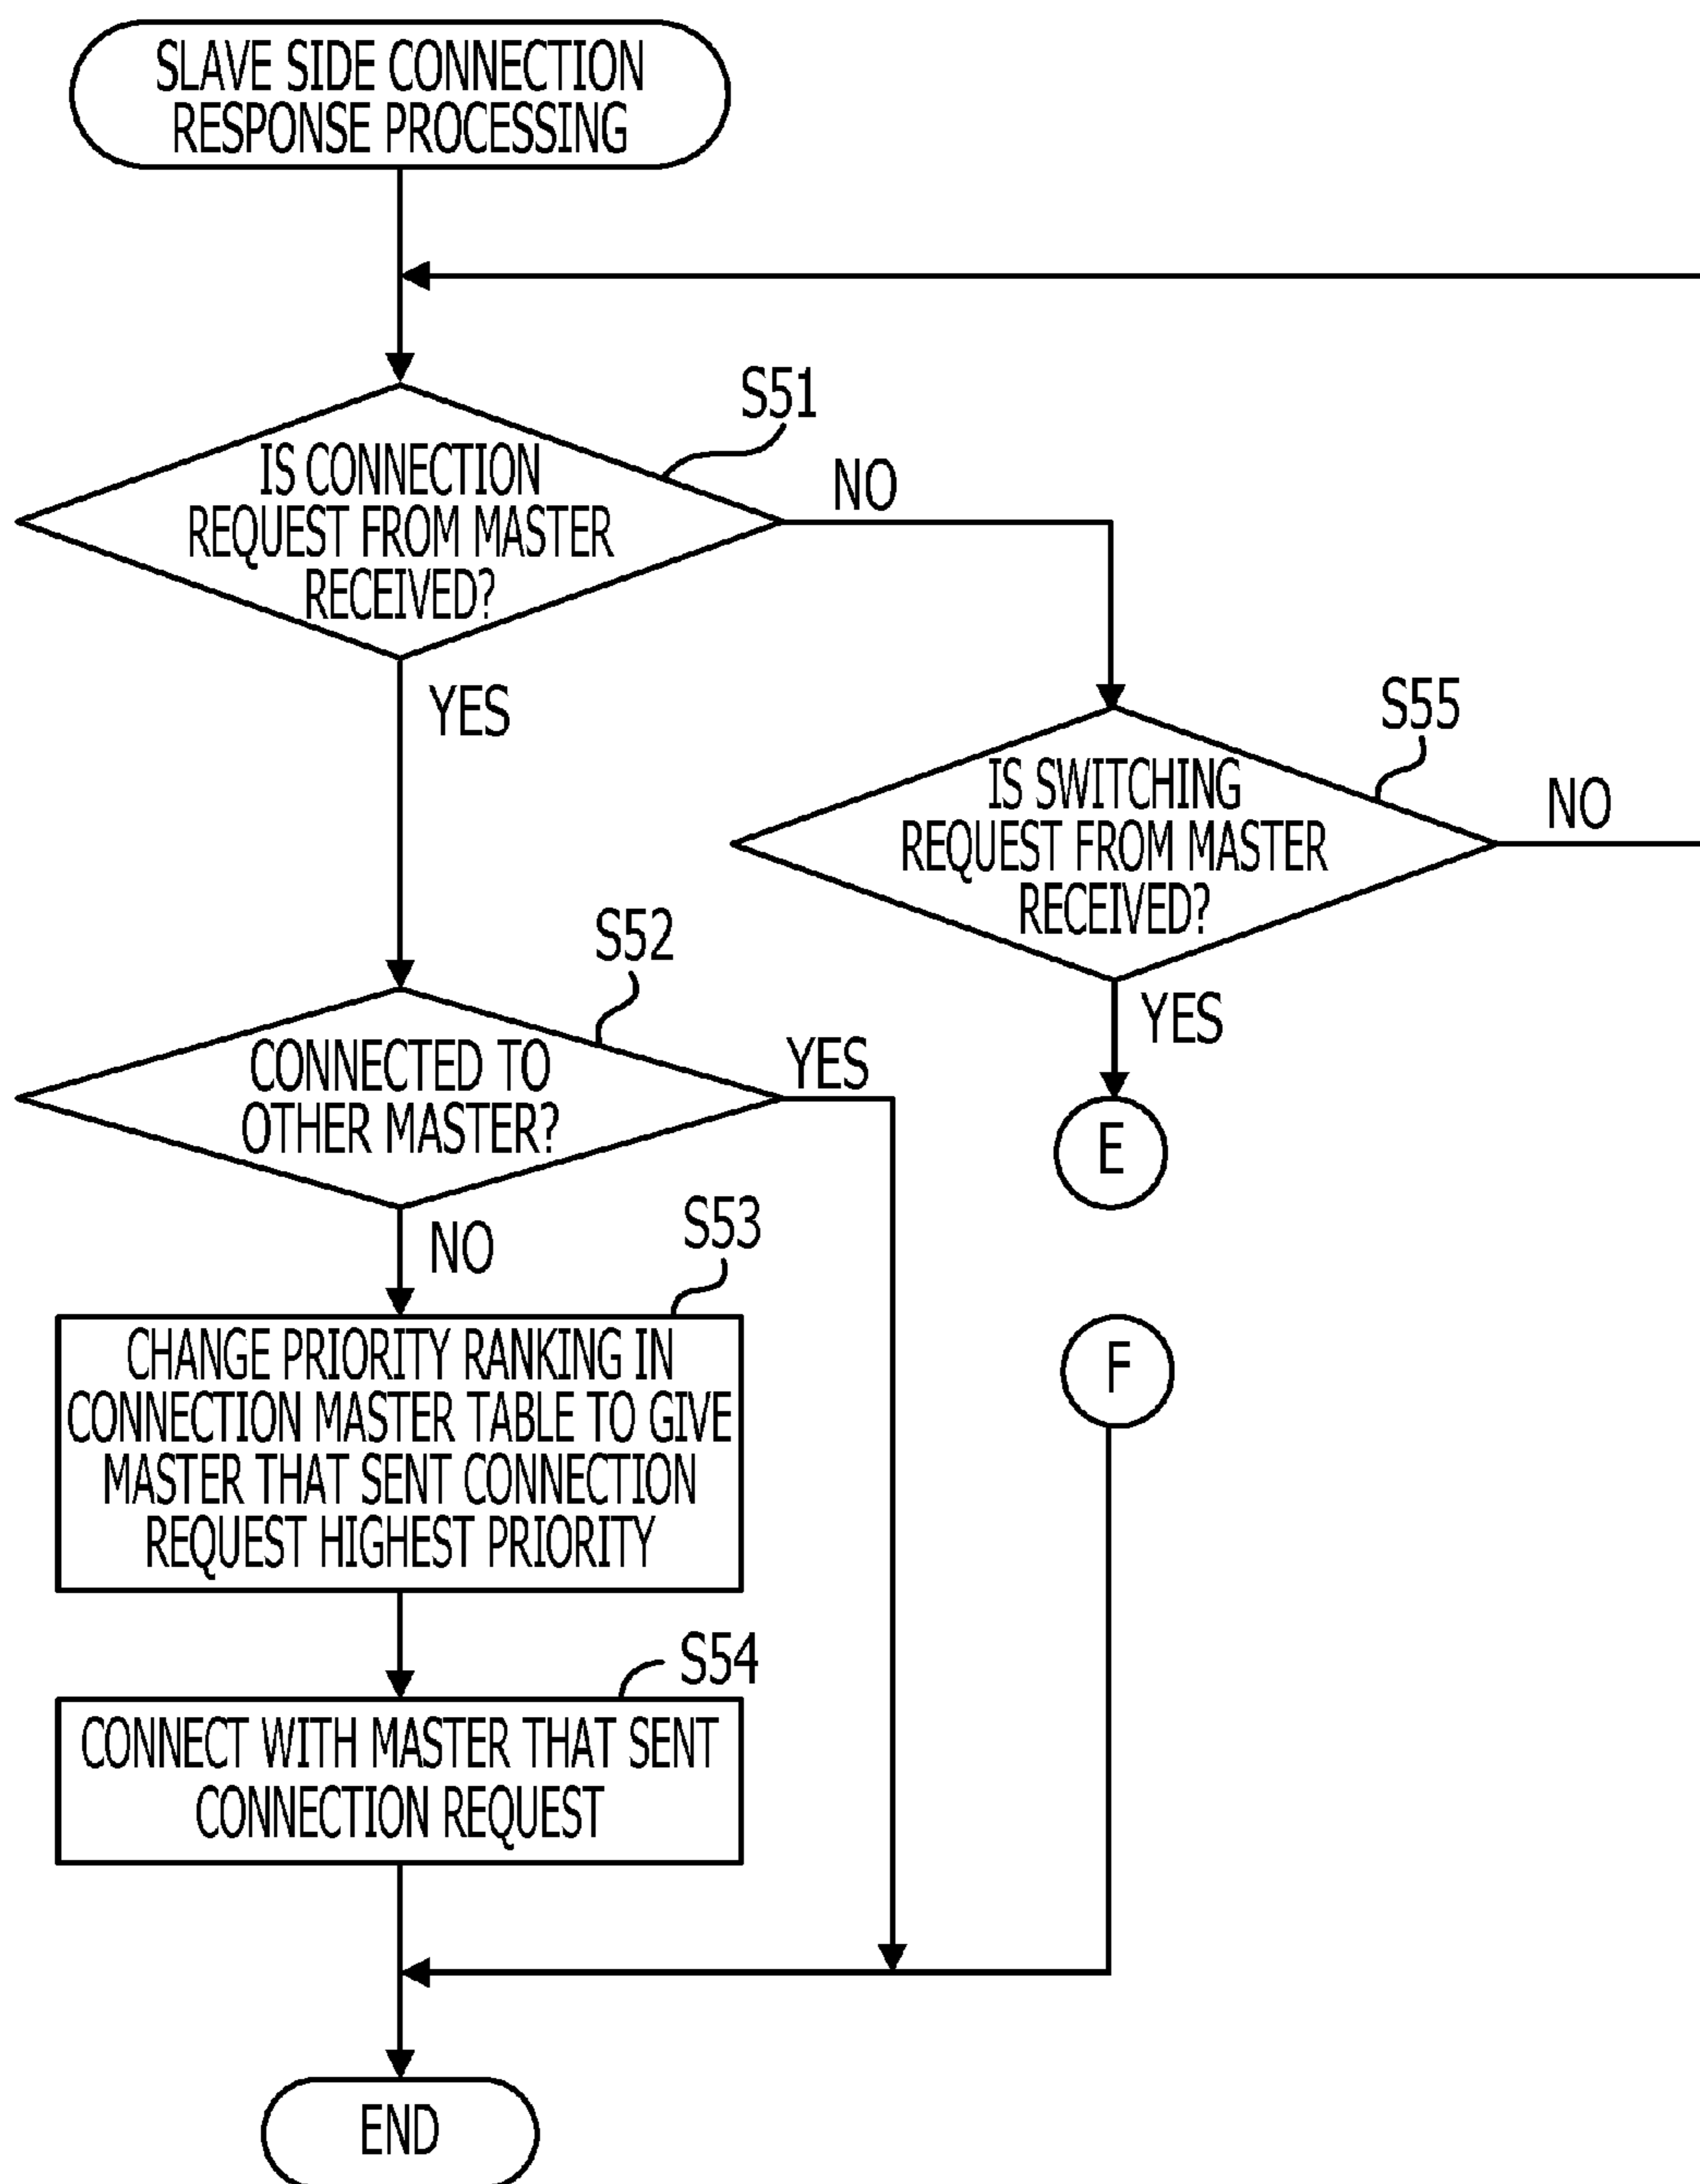 SLAVE SIDE CONNECTION
RESPONSE PROCESSING
S51
IS CONNECTION
REQUEST FROM MASTER
RECEIVED?
NO
YES
S55
IS SWITCHING
REQUEST FROM MASTER
RECEIVED?
NO
YES
E
S52
CONNECTED TO
OTHER MASTER?
YES
NO
S53
CHANGE PRIORITY RANKING IN
CONNECTION MASTER TABLE TO GIVE
MASTER THAT SENT CONNECTION
REQUEST HIGHEST PRIORITY
F
S54
CONNECT WITH MASTER THAT SENT
CONNECTION REQUEST
END